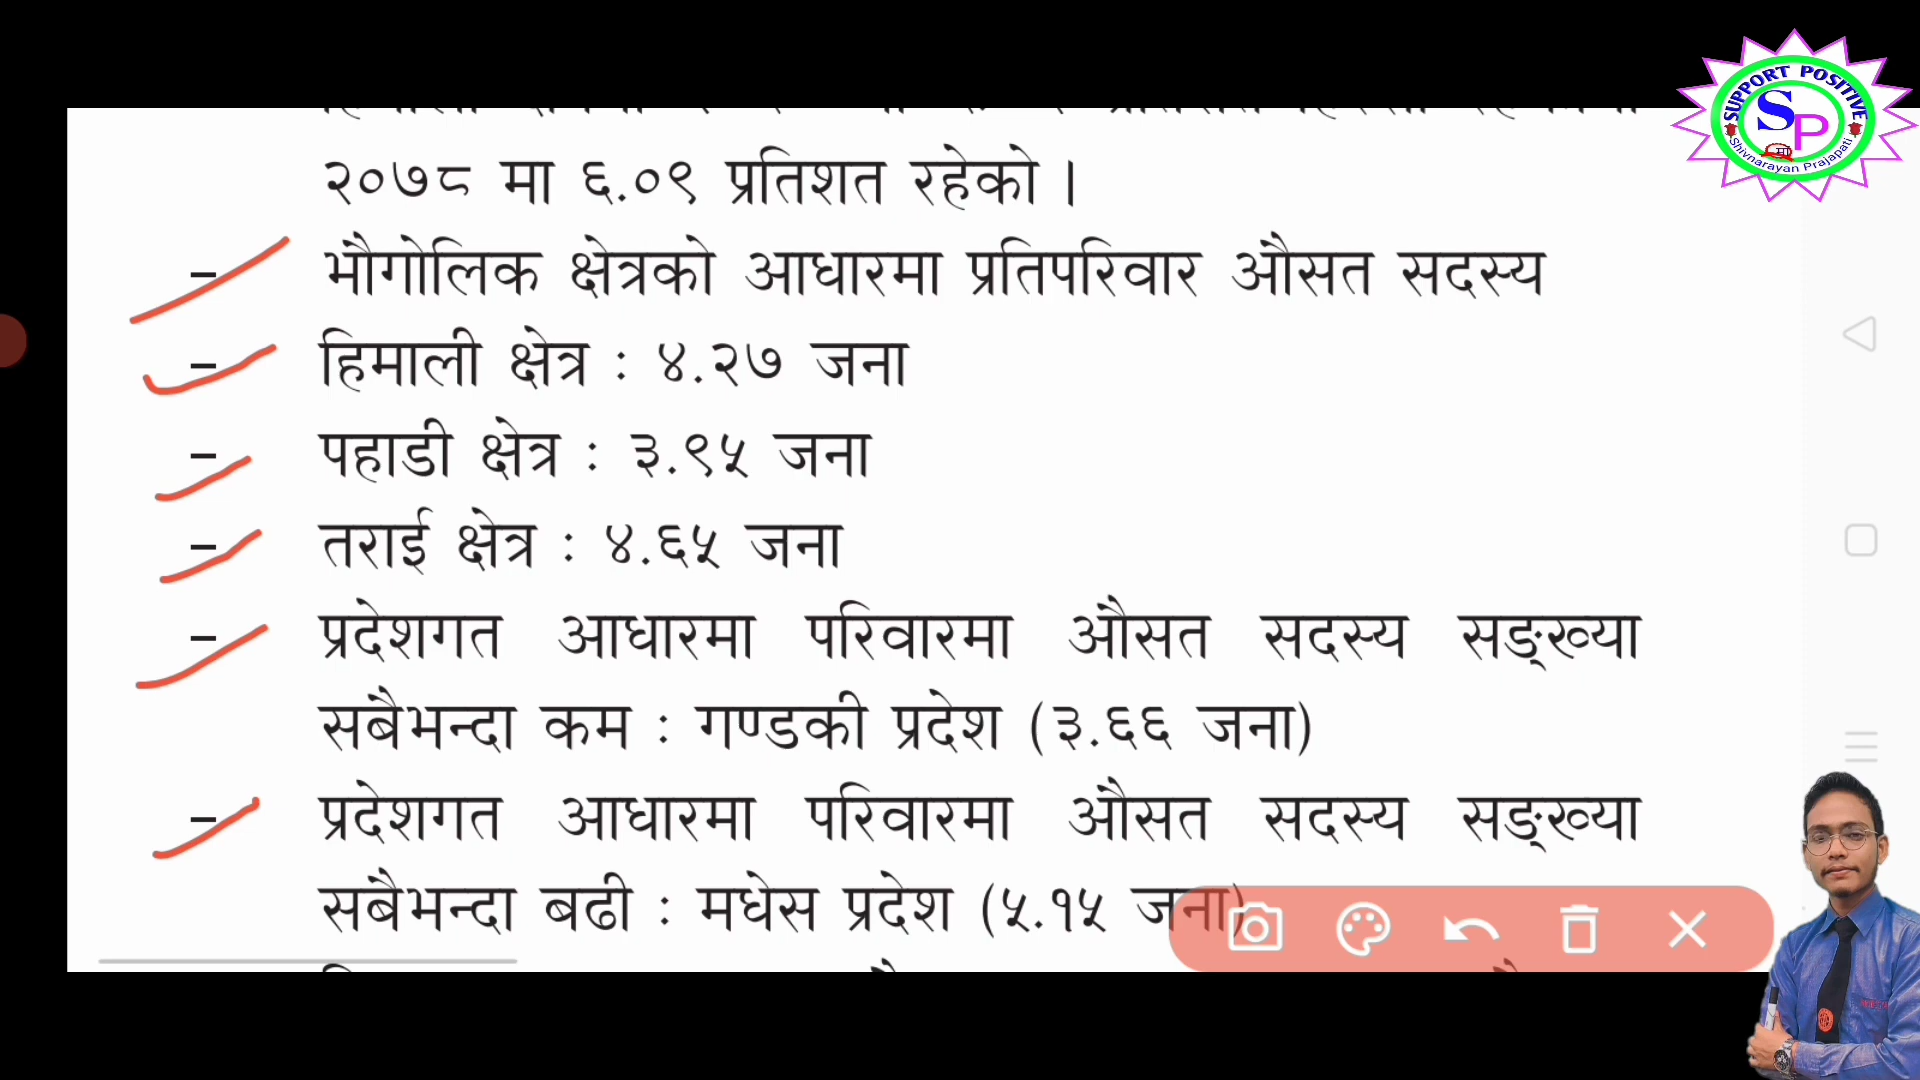 २०७८ मा ६.०९ प्रतिशत रहेको ।
- भौगोलिक क्षेत्रको आधारमा प्रतिपरिवार औसत सदस्य
- हिमाली क्षेत्र : ४.२७ जना
- पहाडी क्षेत्र : ३.९५ जना
- तराई क्षेत्र : ४.६५ जना
- प्रदेशगत आधारमा परिवारमा औसत सदस्य सङ्ख्या
सबैभन्दा कम : गण्डकी प्रदेश (३.६६ जना)
- प्रदेशगत आधारमा परिवारमा औसत सदस्य सङ्ख्या
सबैभन्दा बढी : मधेस प्रदेश (५.१५ जना)
SUPPORT POSITIVE
SP
माँ
Shivnarayan Prajapati